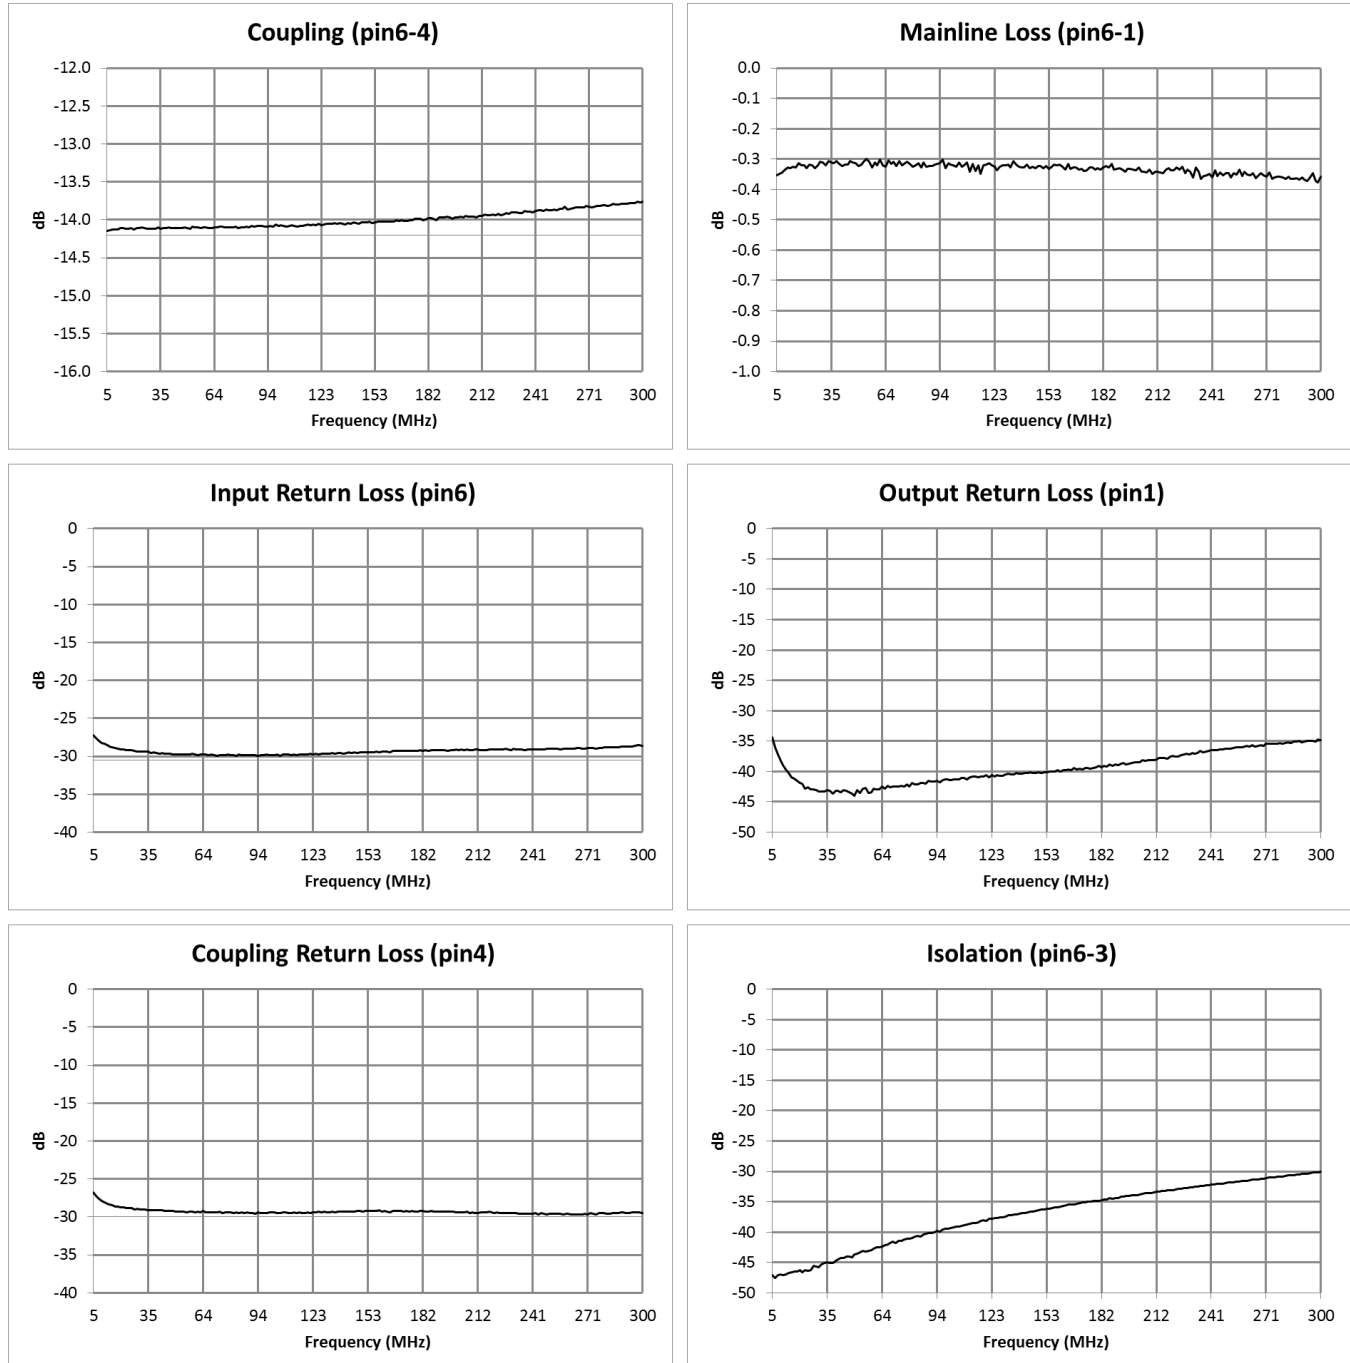 Coupling (pin6-4)
-12.0
-12.5
-13.0
-13.5
-14.0
-14.5
-15.0
-15.5
-16.0
dB
5 35 64 94 123 153 182 212 241 271 300
Frequency (MHz)
Mainline Loss (pin6-1)
0.0
-0.1
-0.2
-0.3
-0.4
-0.5
-0.6
-0.7
-0.8
-0.9
-1.0
dB
5 35 64 94 123 153 182 212 241 271 300
Frequency (MHz)
Input Return Loss (pin6)
0
-5
-10
-15
-20
-25
-30
-35
-40
dB
5 35 64 94 123 153 182 212 241 271 300
Frequency (MHz)
Output Return Loss (pin1)
0
-5
-10
-15
-20
-25
-30
-35
-40
-45
-50
dB
5 35 64 94 123 153 182 212 241 271 300
Frequency (MHz)
Coupling Return Loss (pin4)
0
-5
-10
-15
-20
-25
-30
-35
-40
dB
5 35 64 94 123 153 182 212 241 271 300
Frequency (MHz)
Isolation (pin6-3)
0
-5
-10
-15
-20
-25
-30
-35
-40
-45
-50
dB
5 35 64 94 123 153 182 212 241 271 300
Frequency (MHz)